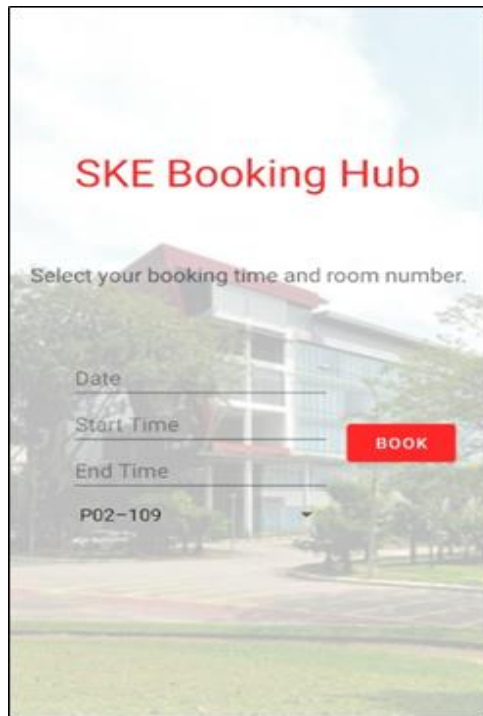 SKE Booking Hub
Select your booking time and room number.
Date
Start Time
BOOK
End Time
P02-109